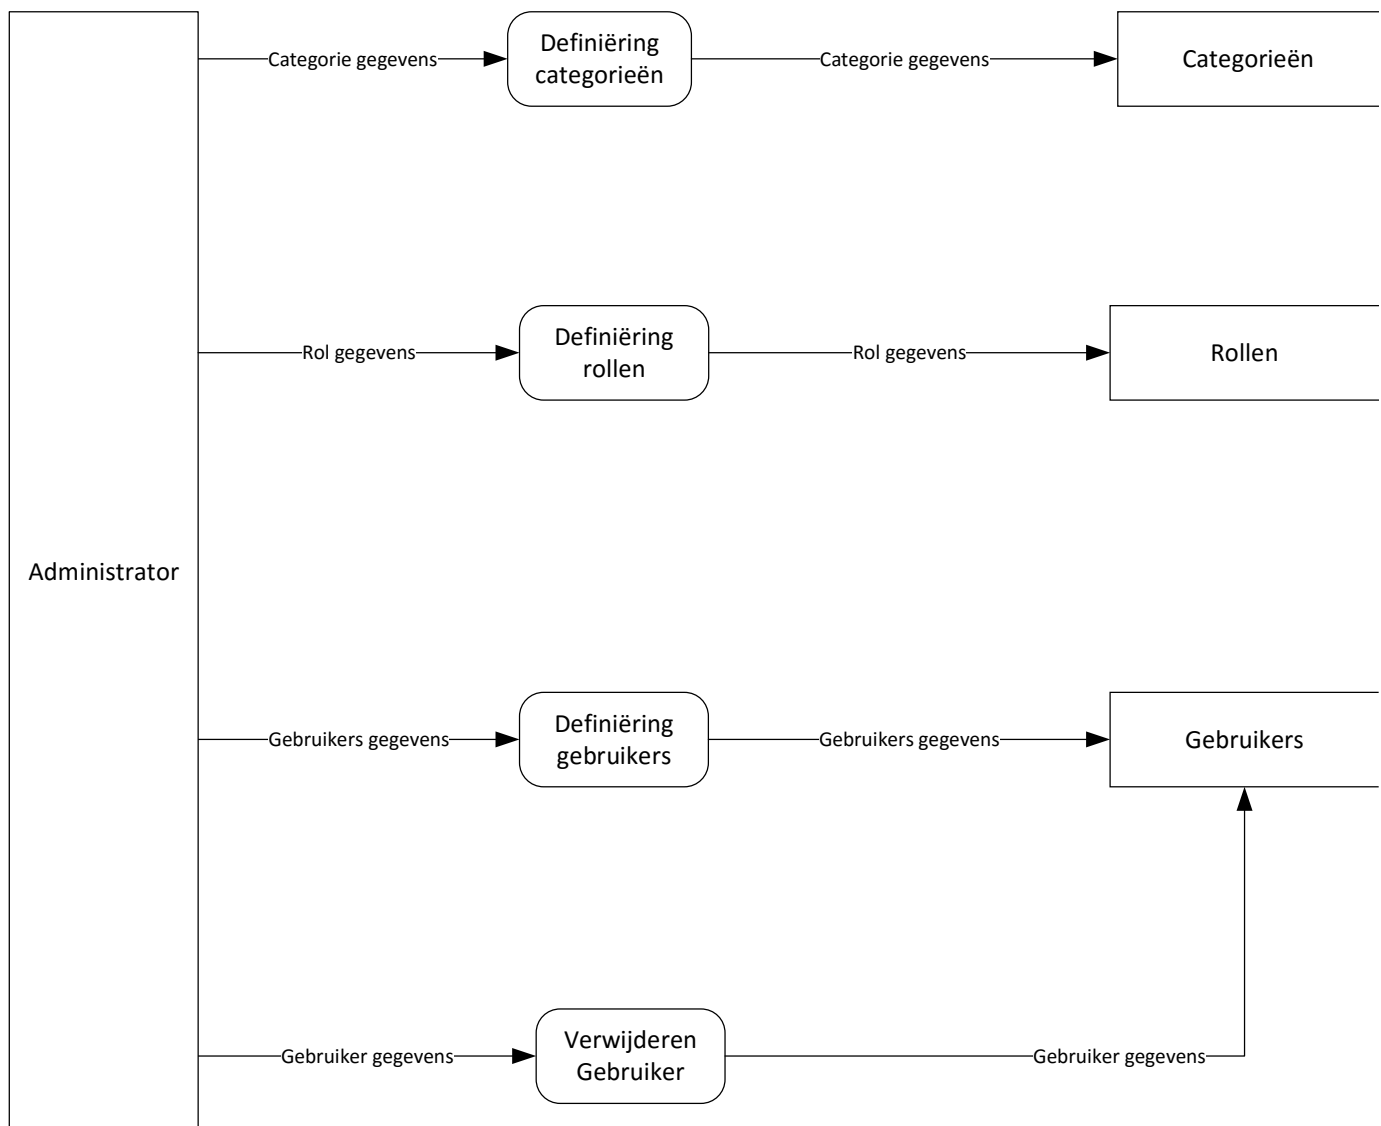 Categorie gegevens
Definiëring
categorieën
Categorie gegevens
Categorieën
Rol gegevens
Definiëring
rollen
Rol gegevens
Rollen
Administrator
Gebruikers gegevens
Definiëring
gebruikers
Gebruikers gegevens
Gebruikers
Gebruiker gegevens
Verwijderen
Gebruiker
Gebruiker gegevens